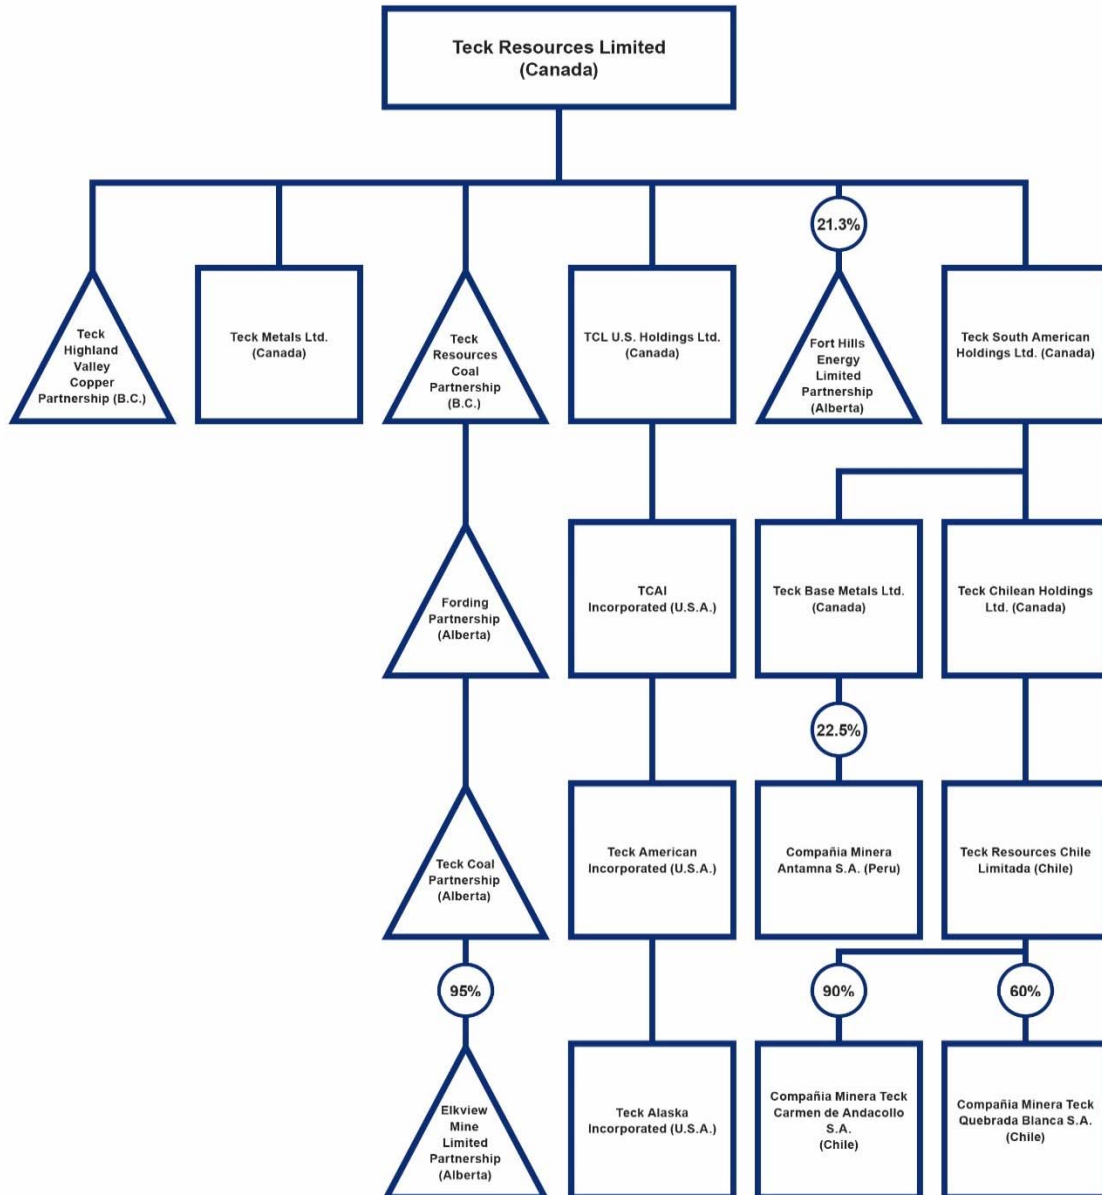 Teck Resources Limited
(Canada)
21.3%
Teck
Highland
Valley
Copper
Partnership (B.C.)
Teck Metals Ltd.
(Canada)
Teck
Resources
Coal
Partnership
(B.C.)
TCL U.S. Holdings Ltd.
(Canada)
Fort Hills
Energy
Limited
Partnership
(Alberta)
Teck South American
Holdings Ltd. (Canada)
Fording
Partnership
(Alberta)
TCAI
Incorporated (U.S.A.)
Teck Base Metals Ltd.
(Canada)
Teck Chilean Holdings
Ltd. (Canada)
22.5%
Teck Coal
Partnership
(Alberta)
Teck American
Incorporated (U.S.A.)
Compañia Minera
Antamna S.A. (Peru)
Teck Resources Chile
Limitada (Chile)
95%
90%
60%
Elkview
Mine
Limited
Partnership
(Alberta)
Teck Alaska
Incorporated (U.S.A.)
Compañia Minera Teck
Carmen de Andacollo
S.A.
(Chile)
Compañia Minera Teck
Quebrada Blanca S.A.
(Chile)